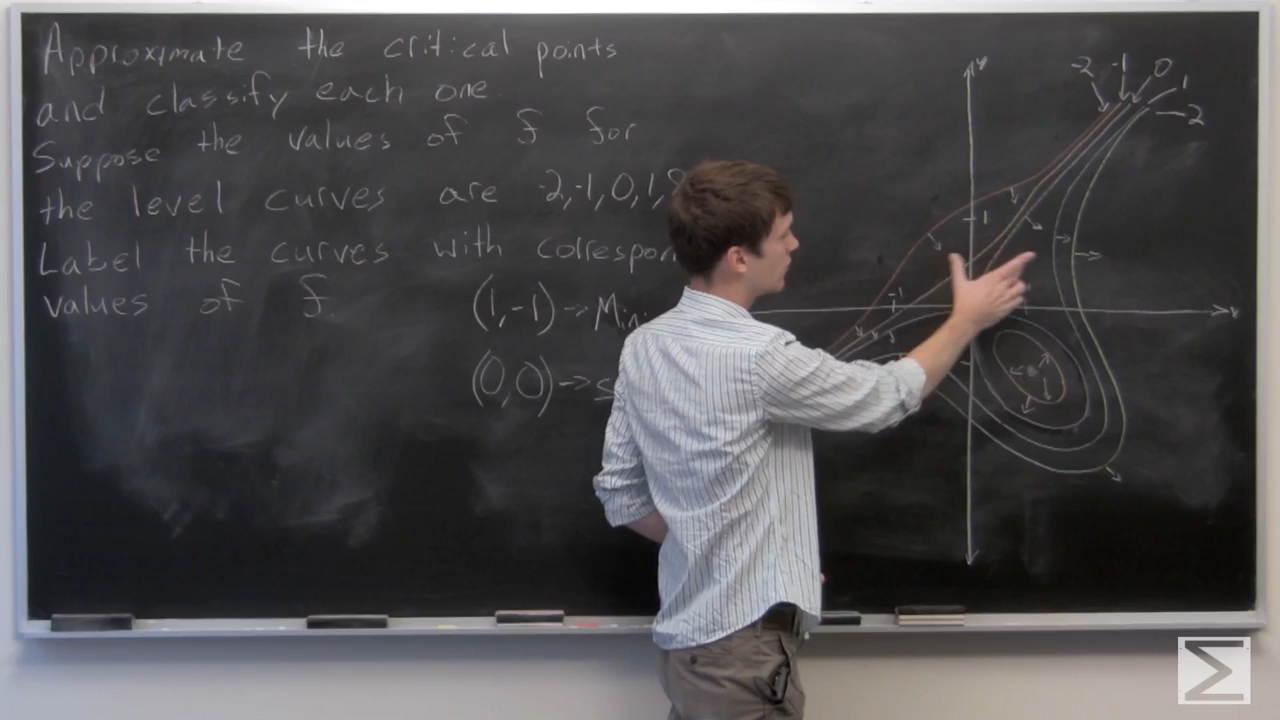 Approximate the critical points
and classify each one.
Suppose the values of f for
the level curves are -2,-1,0,1,
Label the curves with
values of f.
(1,-1) →
(0,0) →
y
-2 -1 0 1
2
1
-1
x
Σ